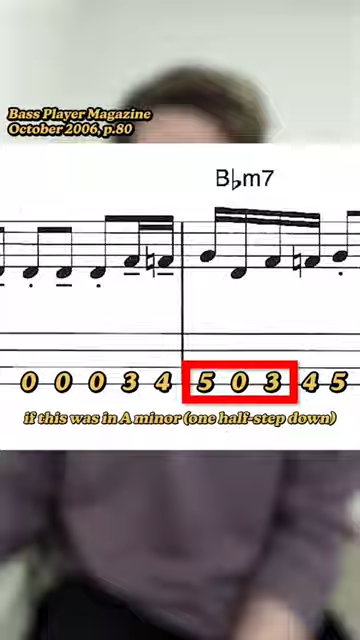 Bass Player Magazine
October 2006, p.80
B♭m7
0 0 0 3 4 5 0 3 4 5
if this was in A minor (one half-step down)